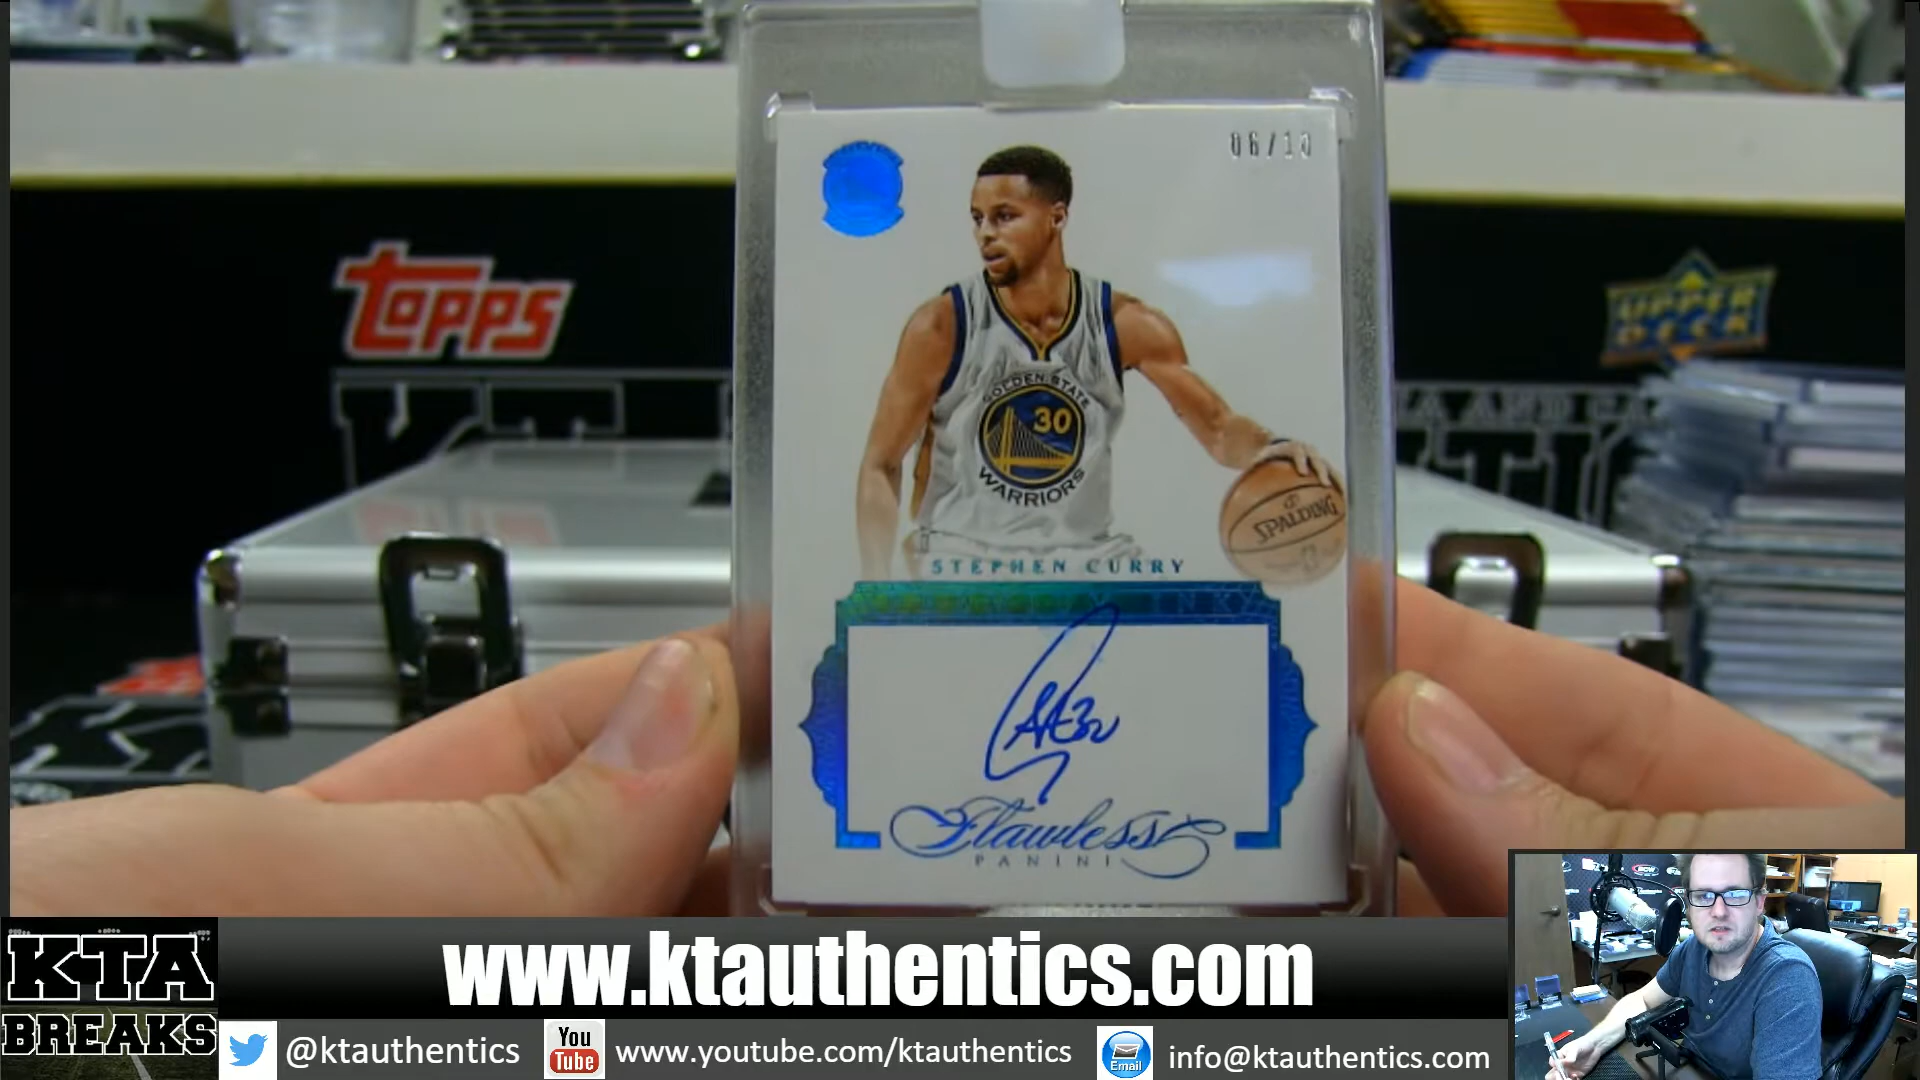 06/10
TOPPS
UPPER
DECK
GOLDEN STATE
30
WARRIORS
SPALDING
STEPHEN CURRY
INK
Flawless
PANINI
KTA
BREAKS
www.ktauthentics.com
@ktauthentics
You
Tube
www.youtube.com/ktauthentics
Email
info@ktauthentics.com